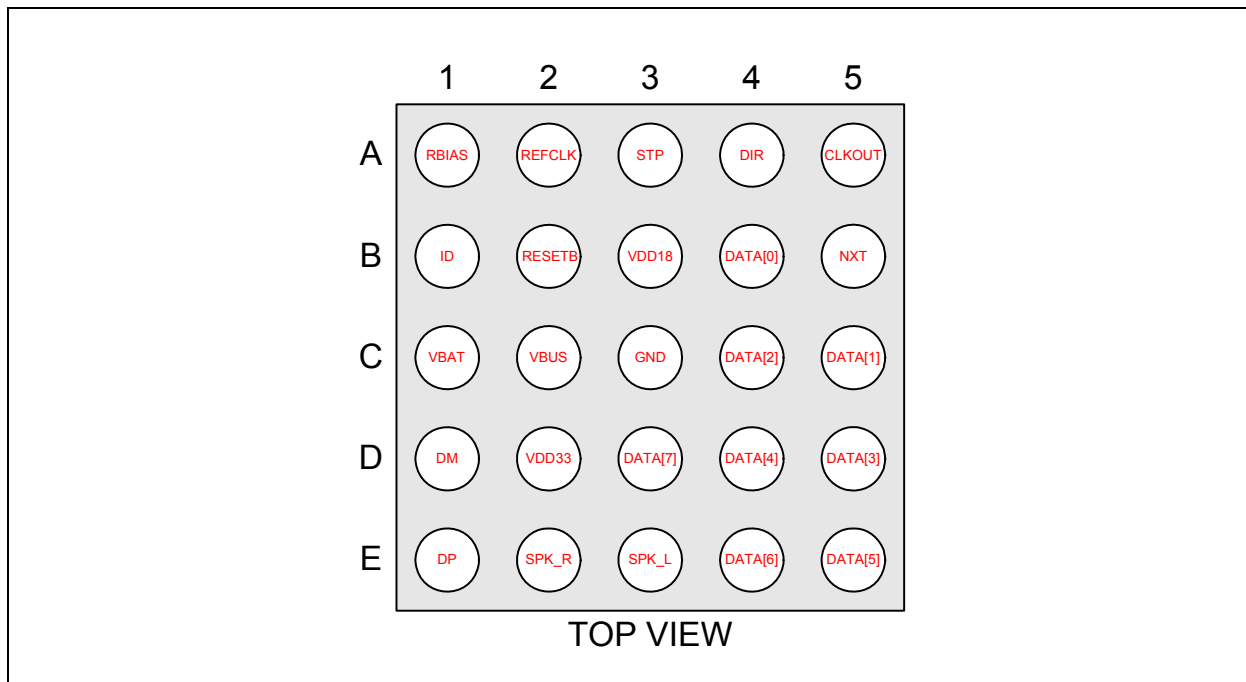 1 2 3 4 5
A RBIAS REFCLK STP DIR CLKOUT
B ID RESETB VDD18 DATA[0] NXT
C VBAT VBUS GND DATA[2] DATA[1]
D DM VDD33 DATA[7] DATA[4] DATA[3]
E DP SPK_R SPK_L DATA[6] DATA[5]
TOP VIEW